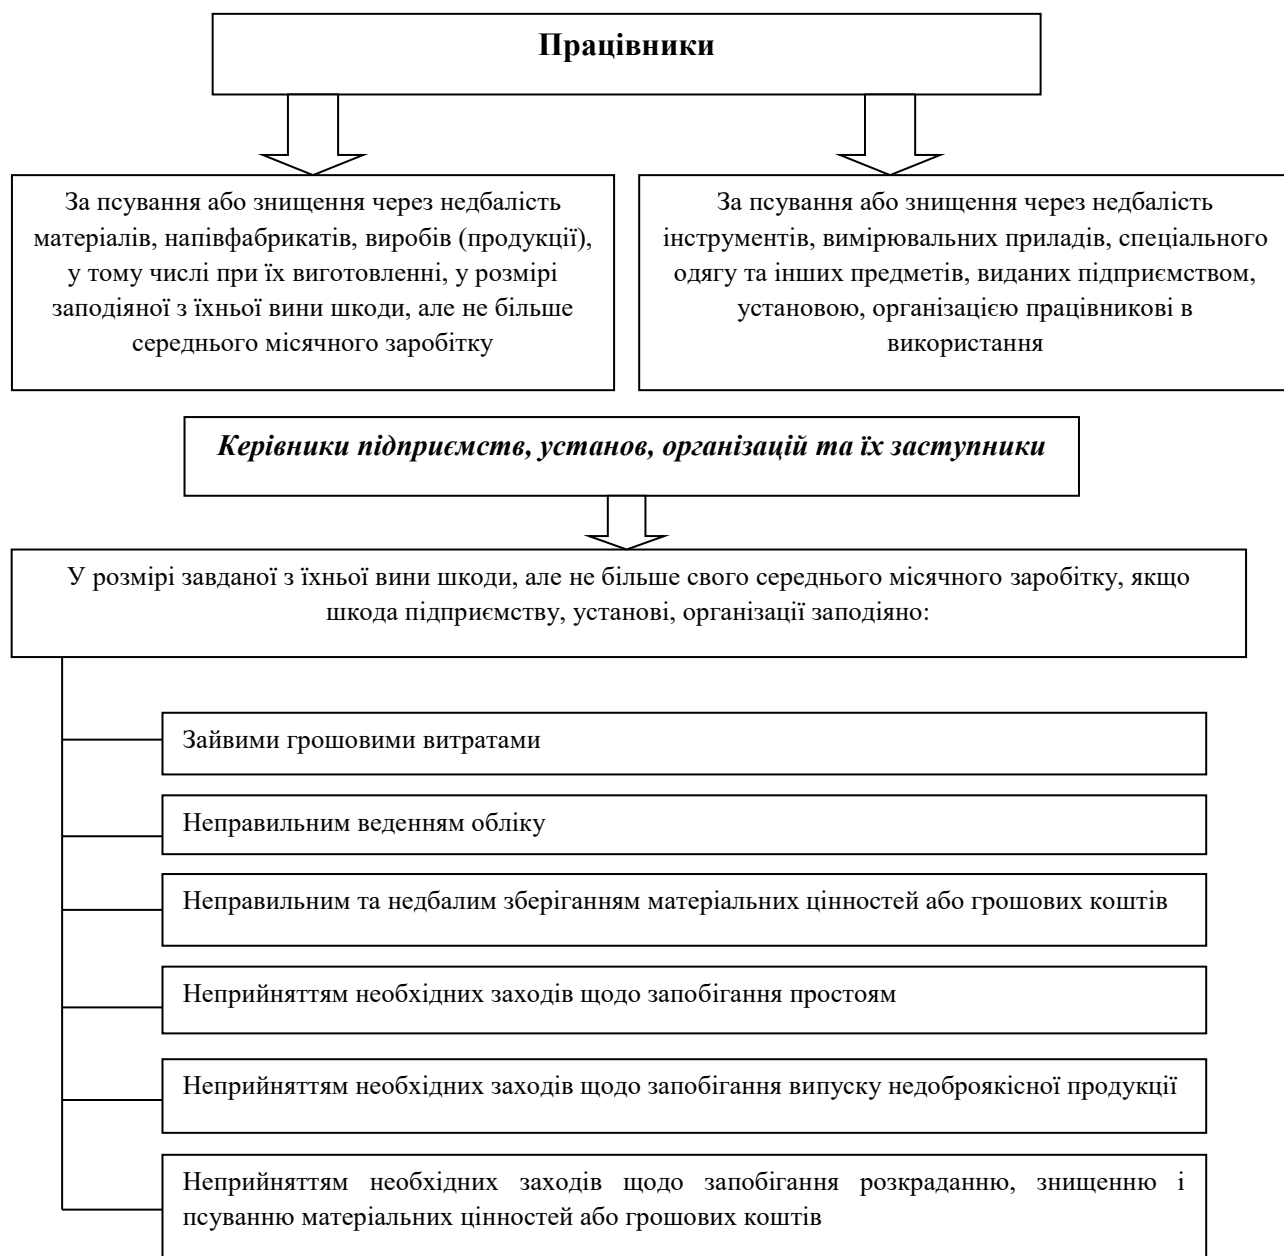 Працівники
За псування або знищення через недбалість
матеріалів, напівфабрикатів, виробів (продукції),
у тому числі при їх виготовленні, у розмірі
заподіяної з їхньої вини шкоди, але не більше
середнього місячного заробітку
За псування або знищення через недбалість
інструментів, вимірювальних приладів, спеціального
одягу та інших предметів, виданих підприємством,
установою, організацією працівникові в
використання
Керівники підприємств, установ, організацій та їх заступники
У розмірі завданої з їхньої вини шкоди, але не більше свого середнього місячного заробітку, якщо
шкода підприємству, установі, організації заподіяно:
Зайвими грошовими витратами
Неправильним веденням обліку
Неправильним та недбалим зберіганням матеріальних цінностей або грошових коштів
Неприйняттям необхідних заходів щодо запобігання простоям
Неприйняттям необхідних заходів щодо запобігання випуску недоброякісної продукції
Неприйняттям необхідних заходів щодо запобігання розкраданню, знищенню і
псуванню матеріальних цінностей або грошових коштів